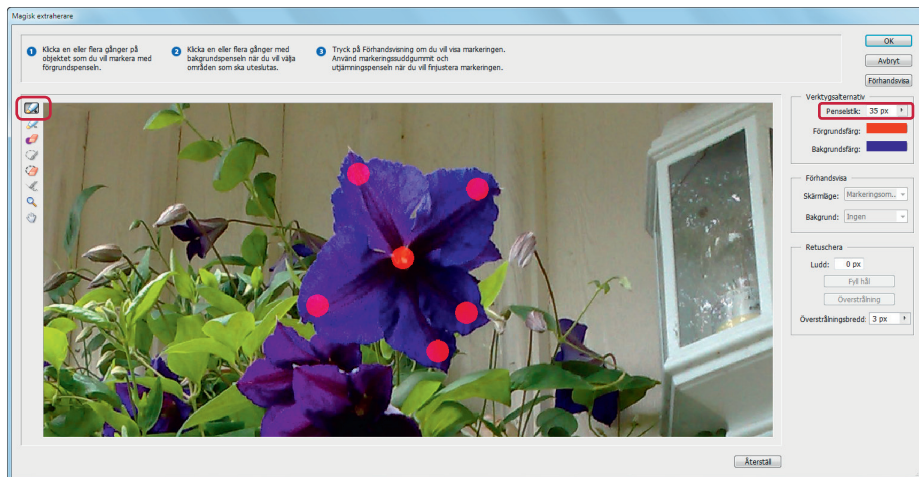 Magisk extraherare
1 Klicka en eller flera gånger på
objektet som du vill markera med
förgrundspenseln.
2 Klicka en eller flera gånger med
bakgrundspenseln när du vill välja
områden som ska uteslutas.
3 Tryck på Förhandsvisning om du vill visa markeringen.
Använd markeringssuddgummit och
utjämningspenseln när du vill finjustera markeringen.
OK
Avbryt
Förhandsvisa
Verktygsalternativ
Penselstlk: 35 px
Förgrundsfärg:
Bakgrundsfärg:
Förhandsvisa
Skärmläge: Markeringsom...
Bakgrund: Ingen
Retuschera
Ludd: 0 px
Fyll hål
Överstrålning
Överstrålningsbredd: 3 px
Återställ